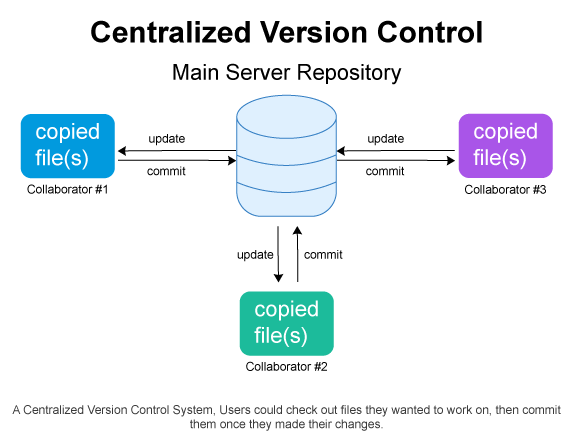 Centralized Version Control
Main Server Repository
copied
file(s)
Collaborator #1
update
commit
update
commit
copied
file(s)
Collaborator #3
update
commit
copied
file(s)
Collaborator #2
A Centralized Version Control System, Users could check out files they wanted to work on, then commit
them once they made their changes.